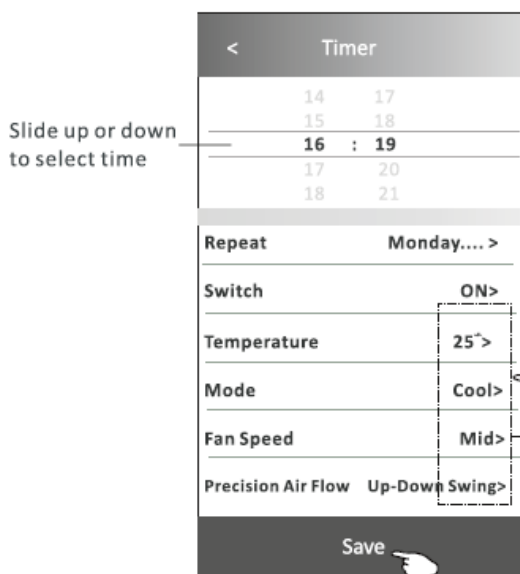 < Timer
14 17
15 18
Slide up or down
to select time
16 : 19
17 20
18 21
Repeat Monday.... >
Switch ON>
Temperature 25 >
Mode Cool>
Fan Speed Mid>
Precision Air Flow Up-Down Swing>
Save